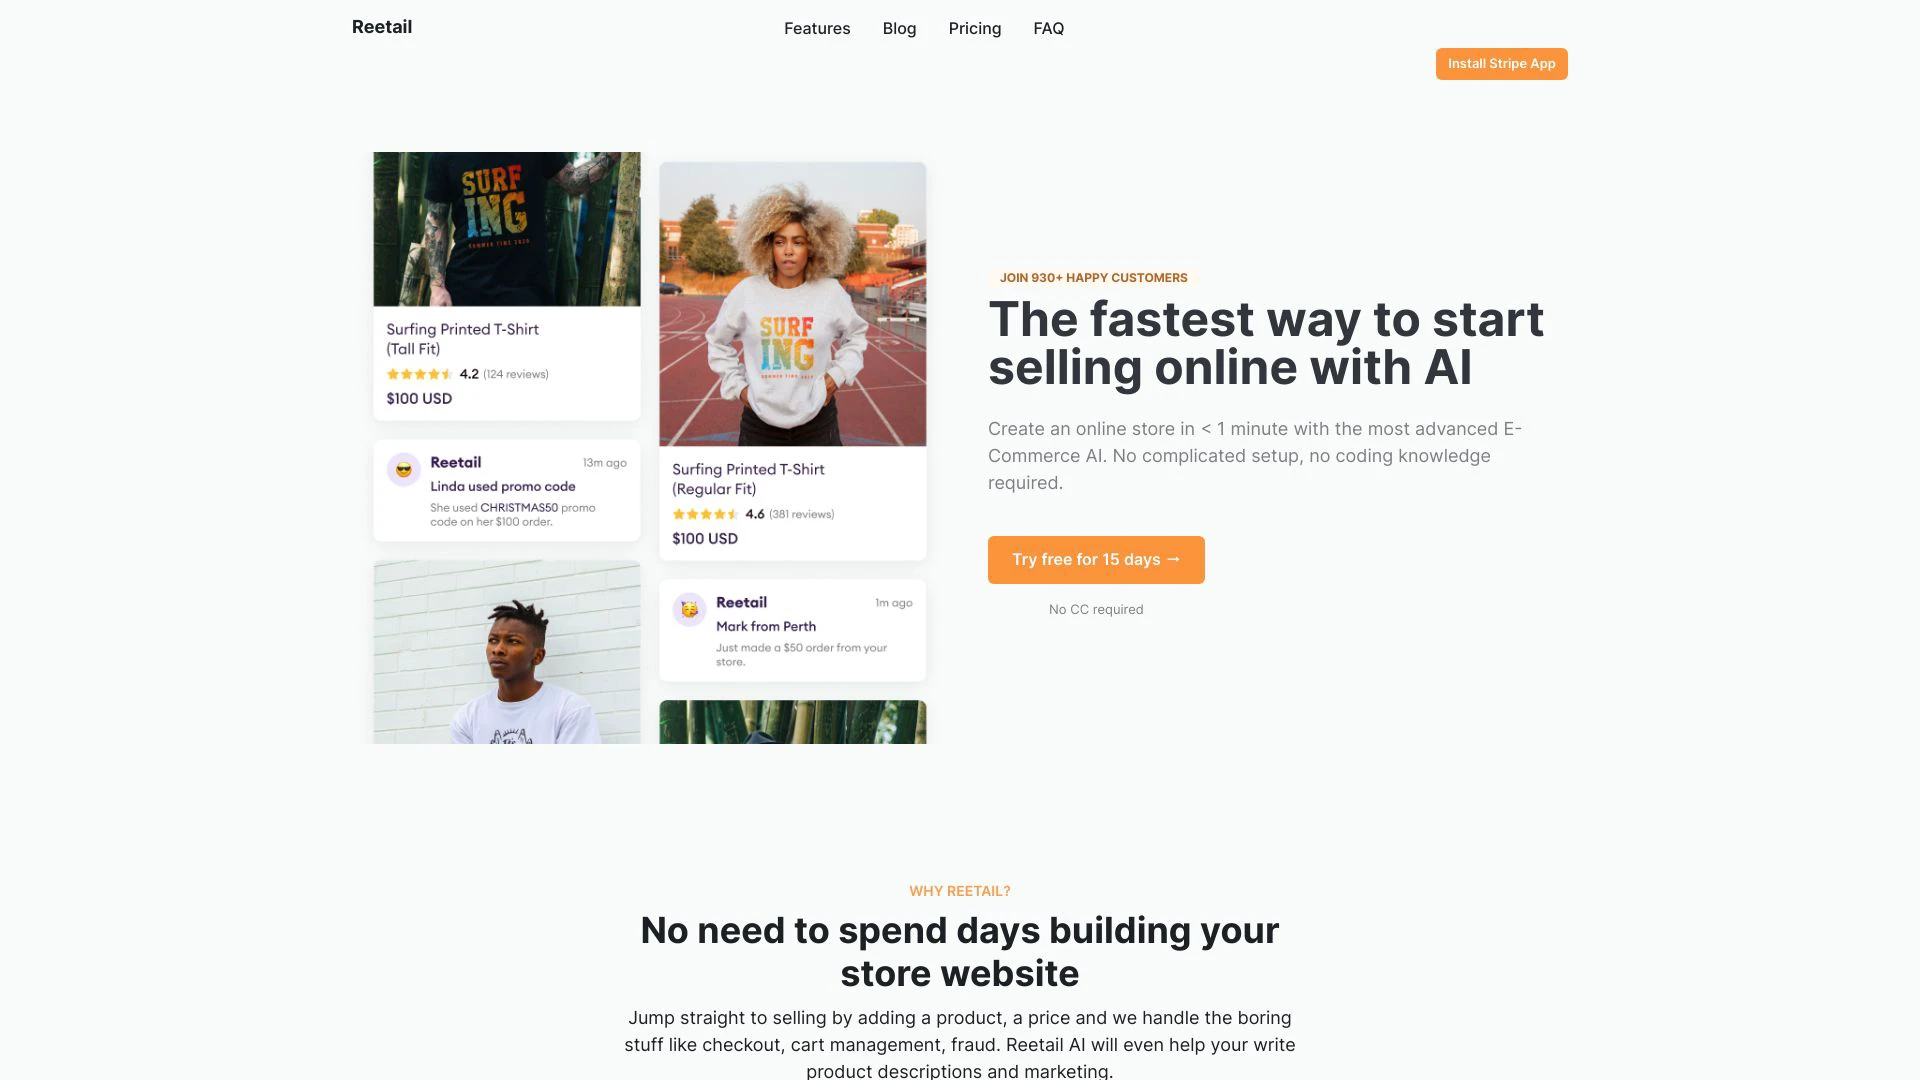 Reetail
Features
Blog
Pricing
FAQ
Install Stripe App
SURF
ING
SUMMER TIME 2020
Surfing Printed T-Shirt
(Tall Fit)
4.2 (124 reviews)
$100 USD
Reetail
13m ago
Linda used promo code
She used CHRISTMAS50 promo
code on her $100 order.
SURF
ING
SUMMER TIME 2020
Surfing Printed T-Shirt
(Regular Fit)
4.6 (381 reviews)
$100 USD
Reetail
1m ago
Mark from Perth
Just made a $50 order from your
store.
JOIN 930+ HAPPY CUSTOMERS
The fastest way to start
selling online with AI
Create an online store in < 1 minute with the most advanced E-
Commerce AI. No complicated setup, no coding knowledge
required.
Try free for 15 days →
No CC required
WHY REETAIL?
No need to spend days building your
store website
Jump straight to selling by adding a product, a price and we handle the boring
stuff like checkout, cart management, fraud. Reetail AI will even help your write
product descriptions and marketing.